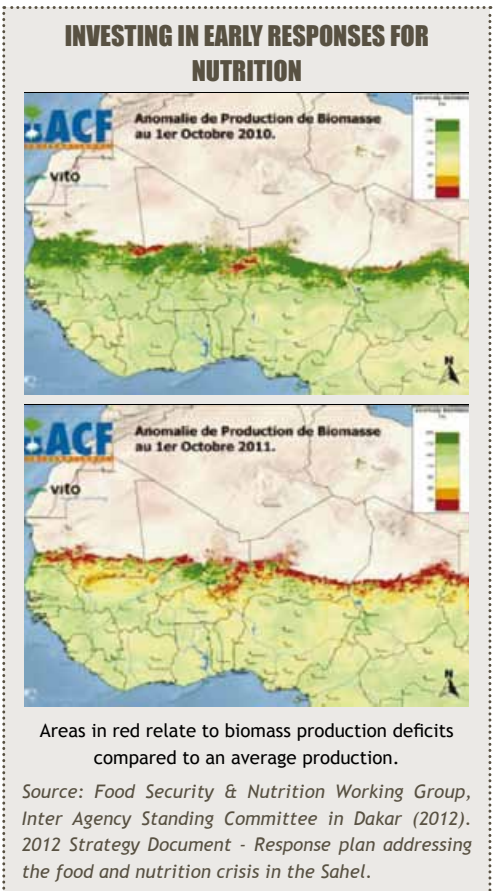 INVESTING IN EARLY RESPONSES FOR
NUTRITION
ACF
Anomalie de Production de Biomasse
au 1er Octobre 2010.
vito
N
ACF
Anomalie de Production de Biomasse
au 1er Octobre 2011.
vito
N
Areas in red relate to biomass production deficits
compared to an average production.
Source: Food Security & Nutrition Working Group,
Inter Agency Standing Committee in Dakar (2012).
2012 Strategy Document - Response plan addressing
the food and nutrition crisis in the Sahel.